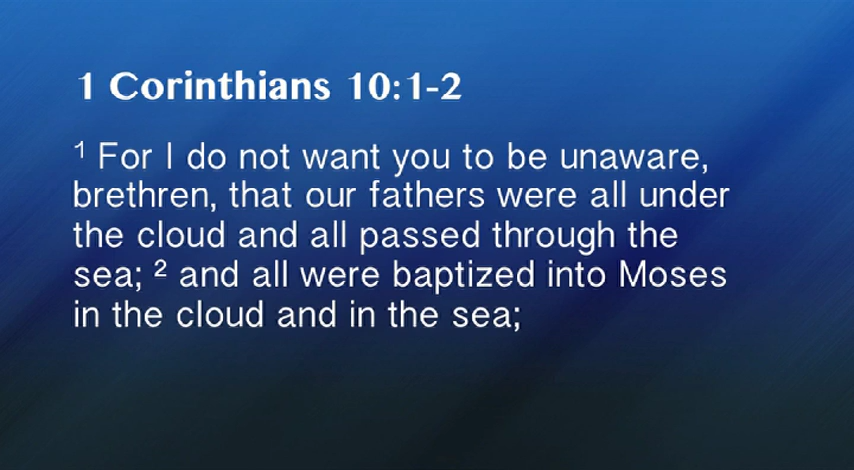 1 Corinthians 10:1-2
¹ For I do not want you to be unaware,
brethren, that our fathers were all under
the cloud and all passed through the
sea; ² and all were baptized into Moses
in the cloud and in the sea;